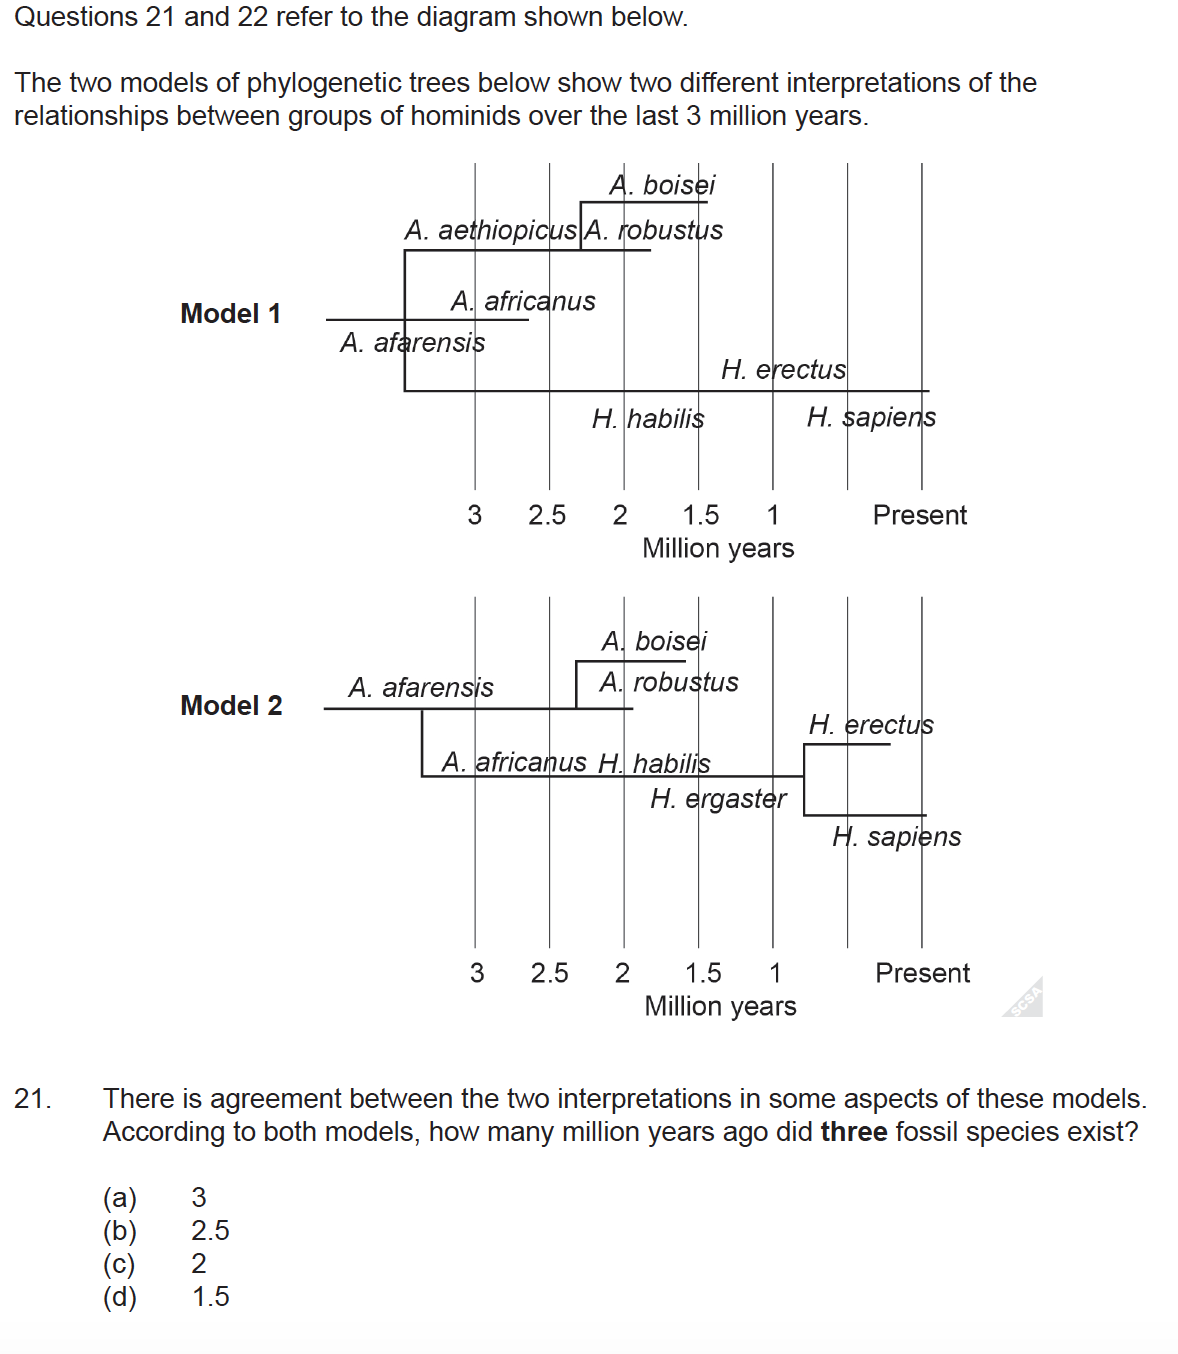 Questions 21 and 22 refer to the diagram shown below.
The two models of phylogenetic trees below show two different interpretations of the
relationships between groups of hominids over the last 3 million years.
A. boisei
A. aethiopicus A. robustus
A. africanus
Model 1
A. afarensis
H. erectus
H. habilis H. sapiens
3 2.5 2 1.5 1 Present
Million years
A. boisei
A. afarensis A. robustus
Model 2
H. erectus
A. africanus H. habilis
H. ergaster
H. sapiens
3 2.5 2 1.5 1 Present
Million years
SCSA
21. There is agreement between the two interpretations in some aspects of these models.
According to both models, how many million years ago did three fossil species exist?
(a) 3
(b) 2.5
(c) 2
(d) 1.5